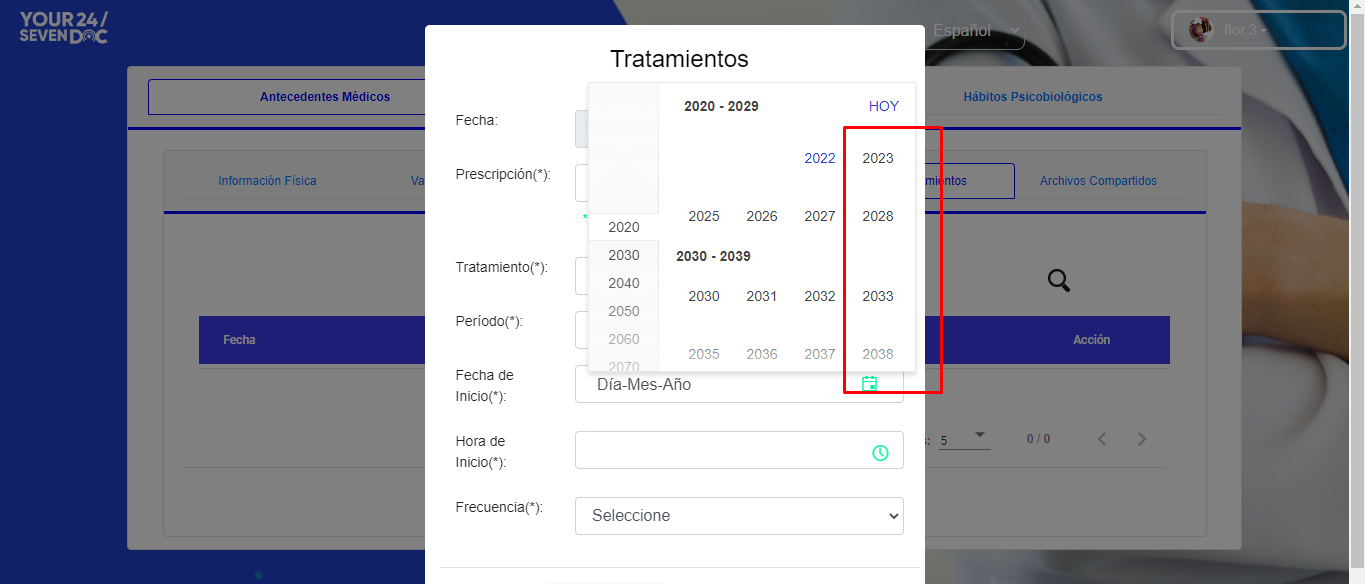 YOUR 24/
SEVEN DOC
Español
flor.3
Tratamientos
Antecedentes Médicos
Hábitos Psicobiológicos
2020 - 2029
HOY
Fecha:
2022
2023
Prescripción(*):
Información Física
Va
mientos
Archivos Compartidos
*
2025
2026
2027
2028
2020
2030
2040
2050
2060
2070
2030 - 2039
2030
2031
2032
2033
2035
2036
2037
2038
Tratamiento(*):
Período(*):
Fecha
Acción
Fecha de
Inicio(*):
Día-Mes-Año
Hora de
Inicio(*):
s:
5
0 / 0
Frecuencia(*):
Seleccione